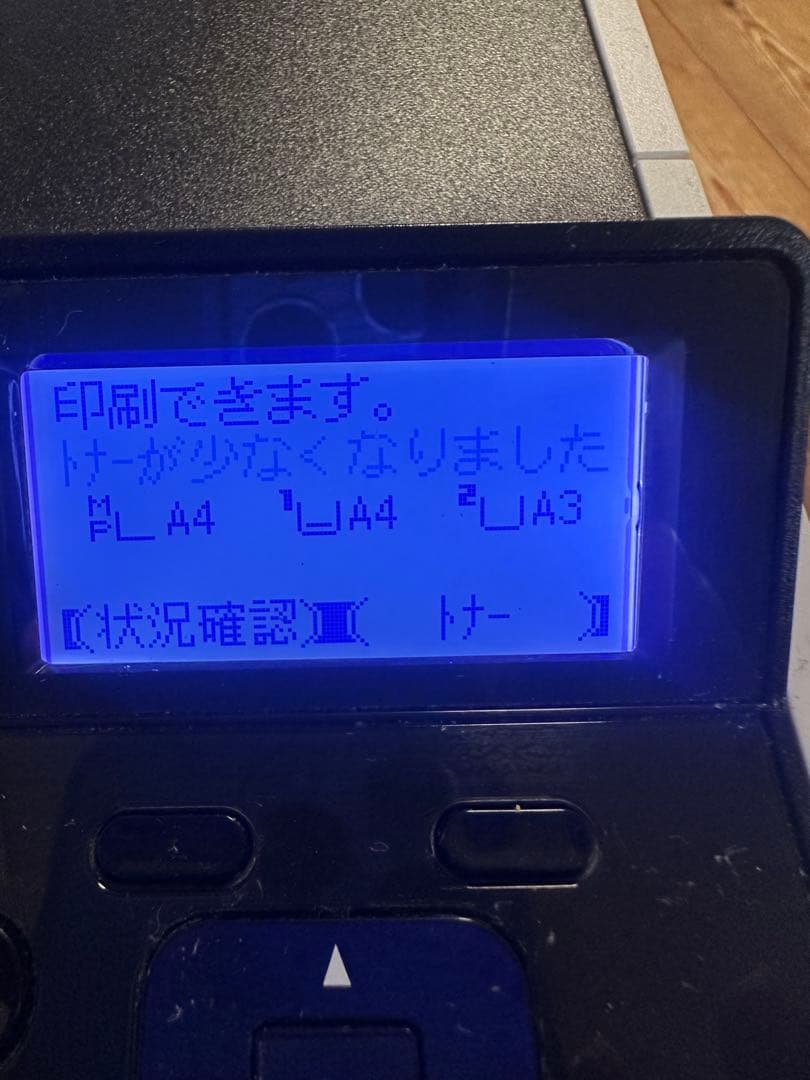 印刷できます。
トナーが少なくなりました
MP A4 1 A4 2 A3
【(状況確認)】【( トナー )】